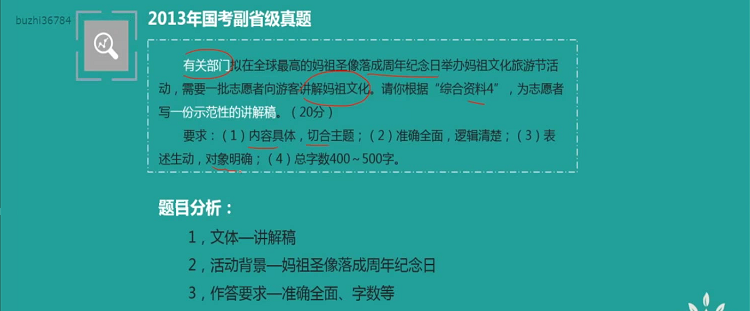 buzhi36784
2013年国考副省级真题
有关部门拟在全球最高的妈祖圣像落成周年纪念日举办妈祖文化旅游节活
动，需要一批志愿者向游客讲解妈祖文化。请你根据“综合资料4”，为志愿者
写一份示范性的讲解稿。（20分）
要求：（1）内容具体，切合主题；（2）准确全面，逻辑清楚；（3）表
述生动，对象明确；（4）总字数400～500字。
题目分析：
1，文体—讲解稿
2，活动背景—妈祖圣像落成周年纪念日
3，作答要求—准确全面、字数等